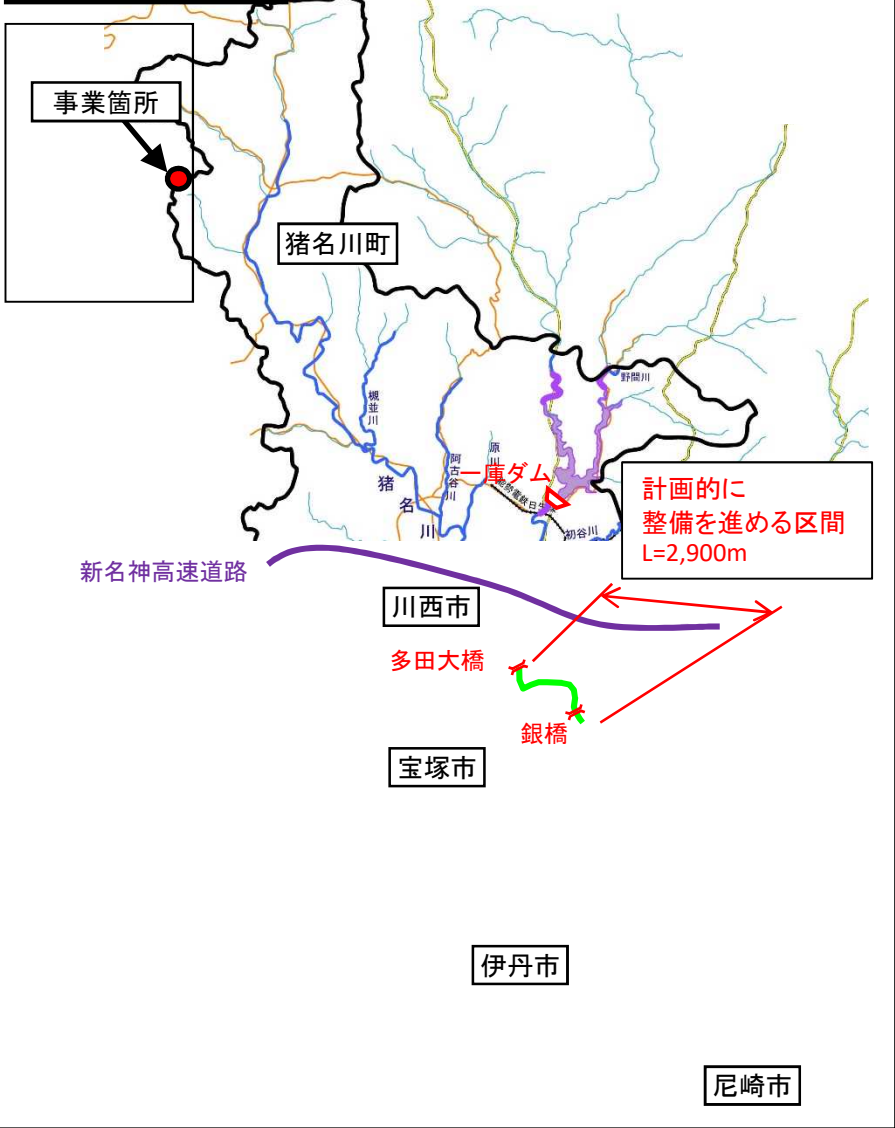 事業箇所
猪名川町
野間川
槻並川
阿古谷川
原川
一庫ダム
猪名川
初谷川
計画的に
整備を進める区間
L=2,900m
新名神高速道路
川西市
多田大橋
銀橋
宝塚市
伊丹市
尼崎市